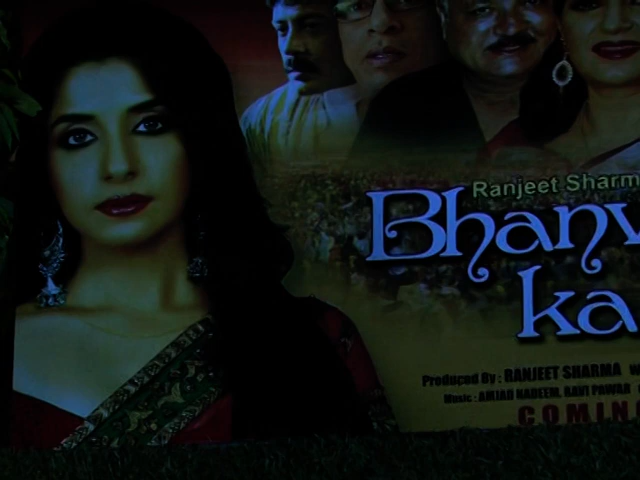 Ranjeet Sharm
Bhanv
ka
Produced By : RANJEET SHARMA
Music : AMJAD NADEEM, RAVI PAWAR
COMIN